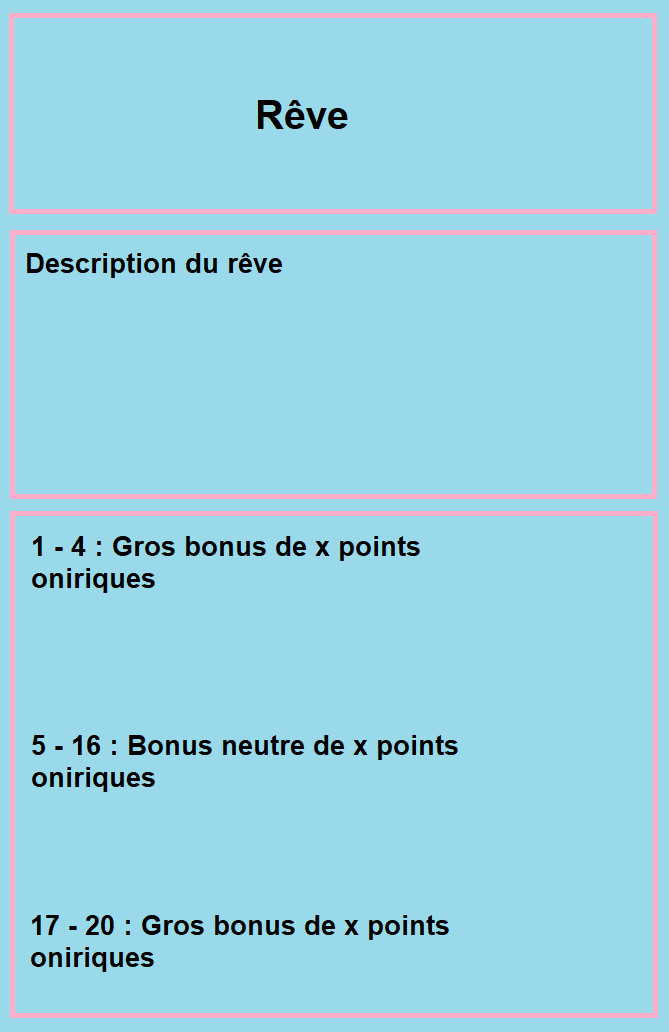 Rêve
Description du rêve
1 - 4 : Gros bonus de x points
oniriques
5 - 16 : Bonus neutre de x points
oniriques
17 - 20 : Gros bonus de x points
oniriques